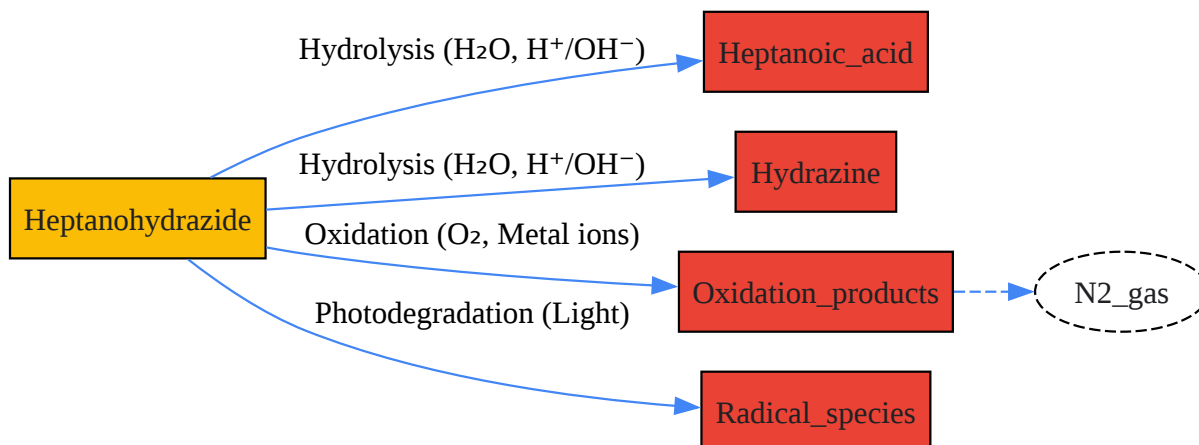 Hydrolysis (H₂O, H⁺/OH⁻)
Heptanoic_acid
Hydrolysis (H₂O, H⁺/OH⁻)
Hydrazine
Heptanohydrazide
Oxidation (O₂, Metal ions)
Oxidation_products
N2_gas
Photodegradation (Light)
Radical_species